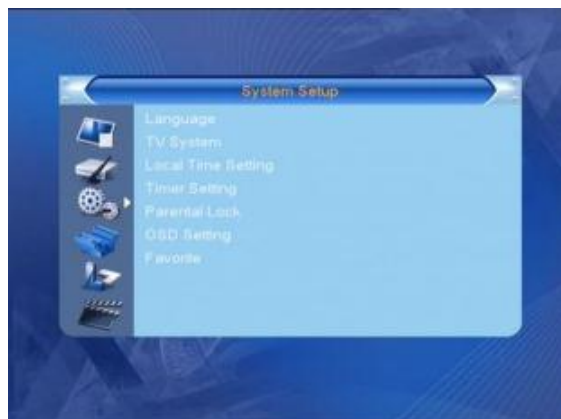 System Setup
Language
TV System
Local Time Setting
Timer Setting
Parental Lock
OSD Setting
Favorite